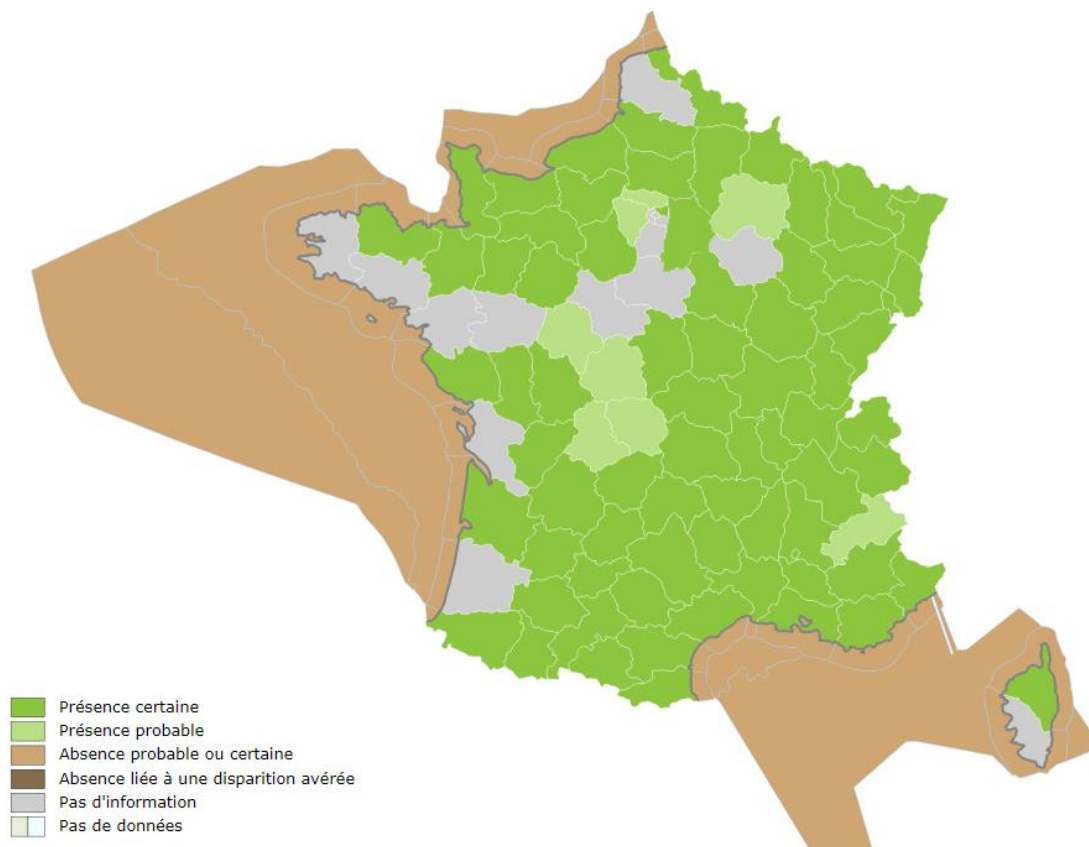 Présence certaine
Présence probable
Absence probable ou certaine
Absence liée à une disparition avérée
Pas d'information
Pas de données